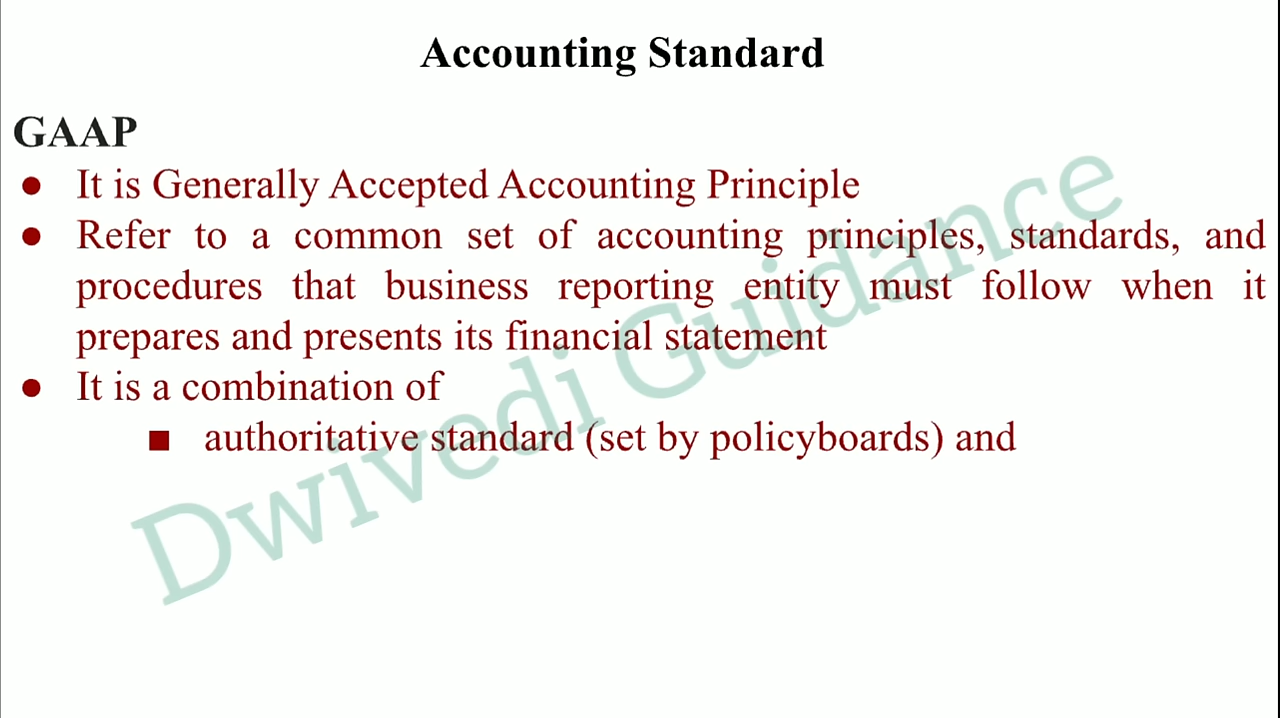 Accounting Standard
GAAP
● It is Generally Accepted Accounting Principle
● Refer to a common set of accounting principles, standards, and
procedures that business reporting entity must follow when it
prepares and presents its financial statement
● It is a combination of
■ authoritative standard (set by policyboards) and
Dwivedi Guidance